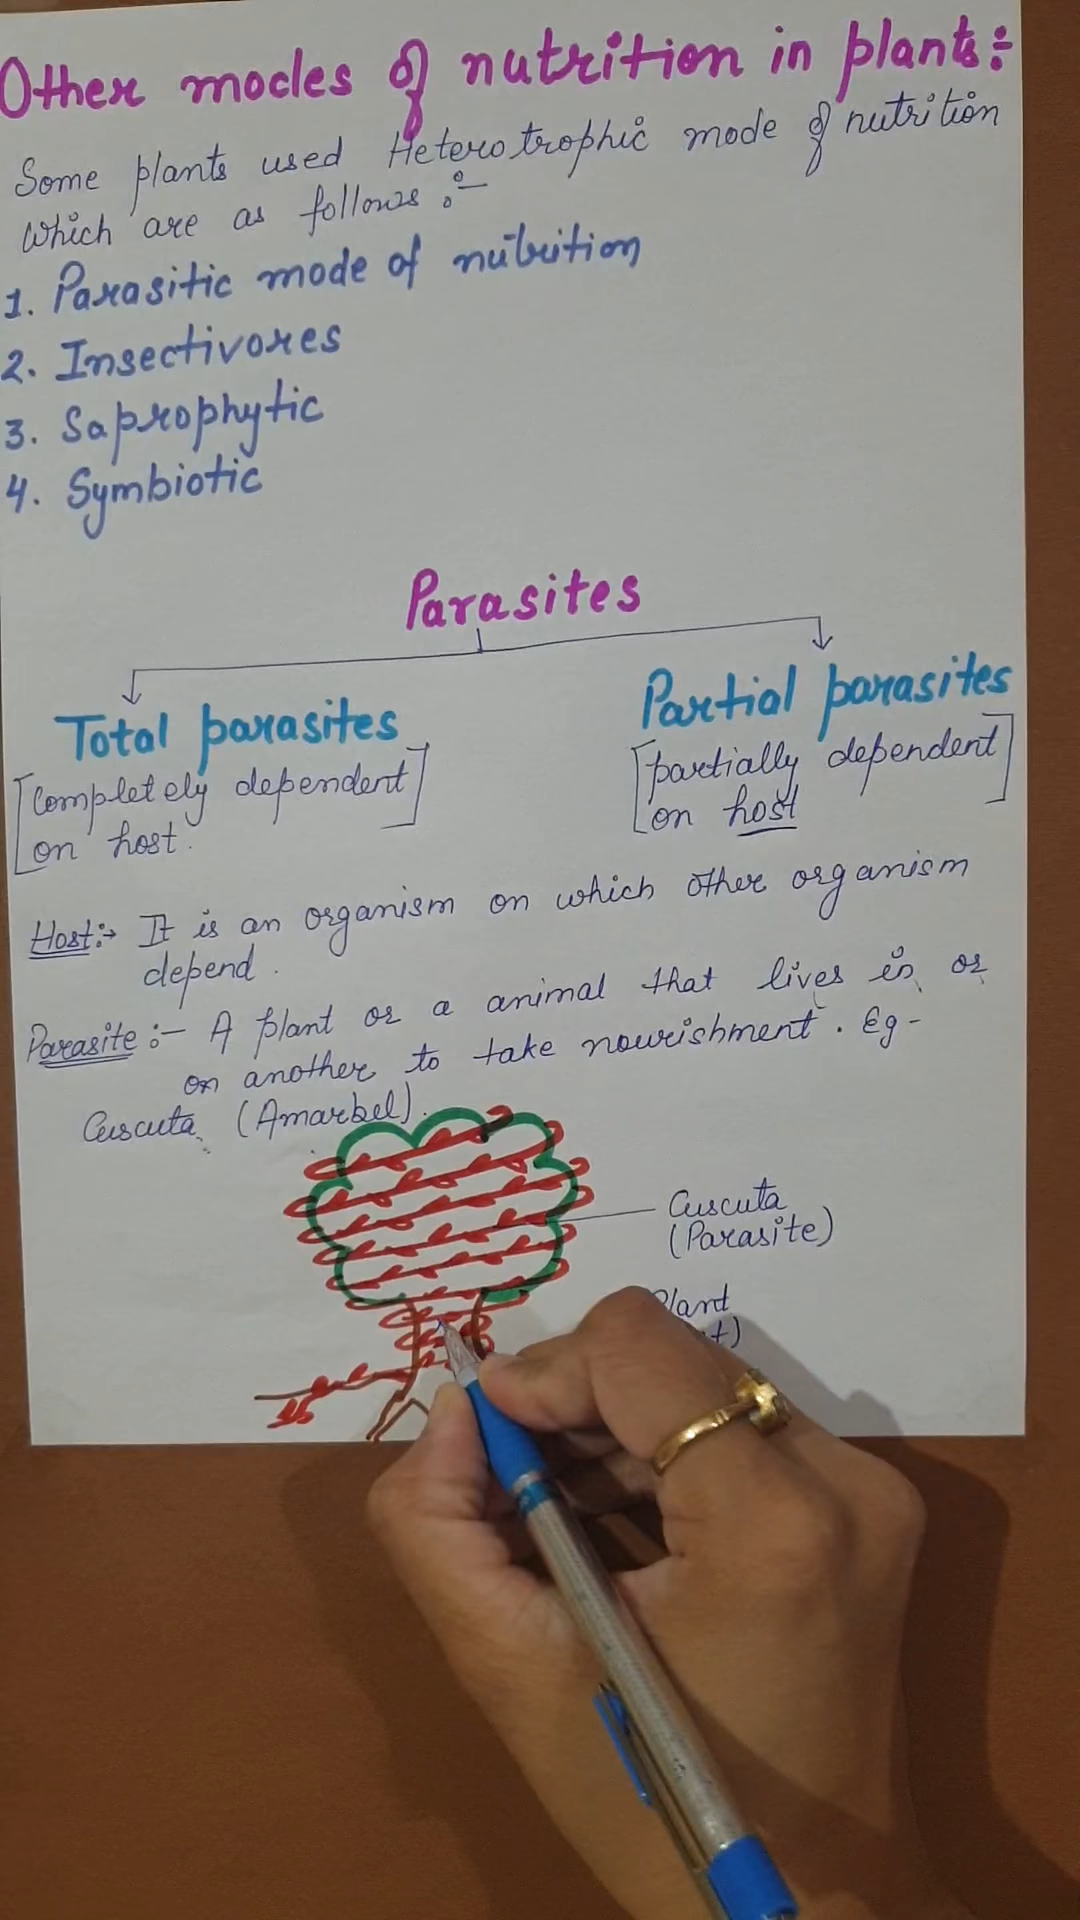 Other modes of nutrition in plants:
Some plants used Heterotrophic mode of nutrition
which are as follows :-
1. Parasitic mode of nutrition
2. Insectivores
3. Saprophytic
4. Symbiotic
Parasites
Total parasites
[completely dependent]
[on host.
Partial parasites
[partially dependent]
[on host
Host:→ It is an organism on which other organism
depend.
Parasite :- A plant or a animal that lives in or
on another to take nourishment. Eg-
Cuscuta (Amarbel).
Cuscuta
(Parasite)
Plant